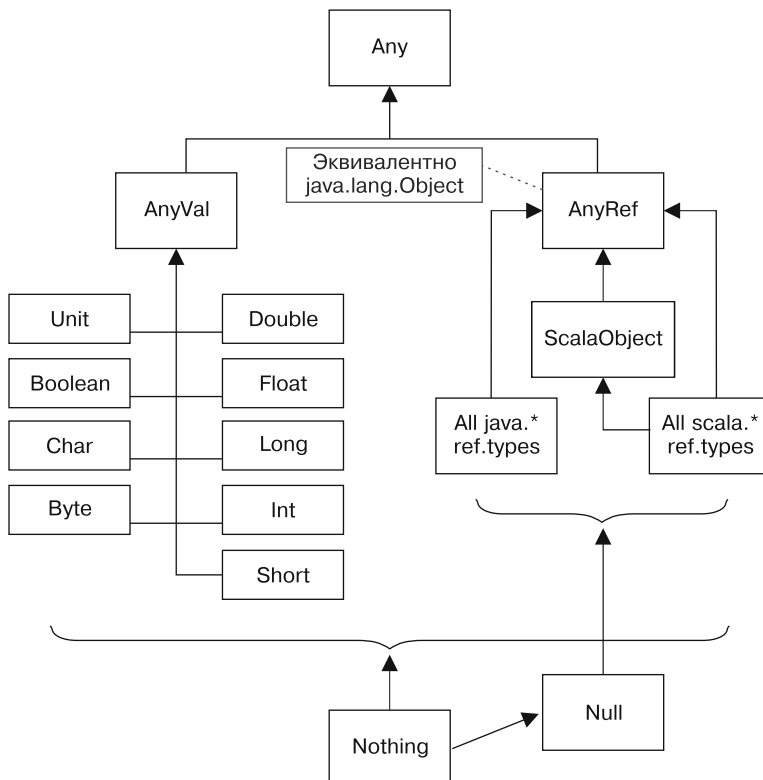 Any
Эквивалентно
java.lang.Object
AnyVal
AnyRef
Unit
Double
ScalaObject
Boolean
Float
All java.*
ref.types
All scala.*
ref.types
Char
Long
Byte
Int
Short
Null
Nothing